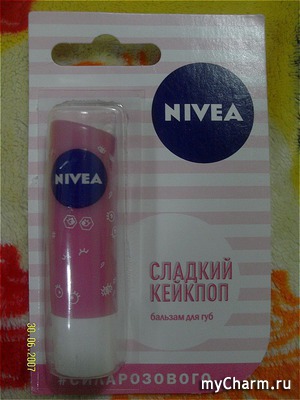 NIVEA
NIVEA
СЛАДКИЙ
КЕЙКПОП
бальзам для губ
#СИЛАРОЗОВОГО
30.06.2007
myCharm.ru